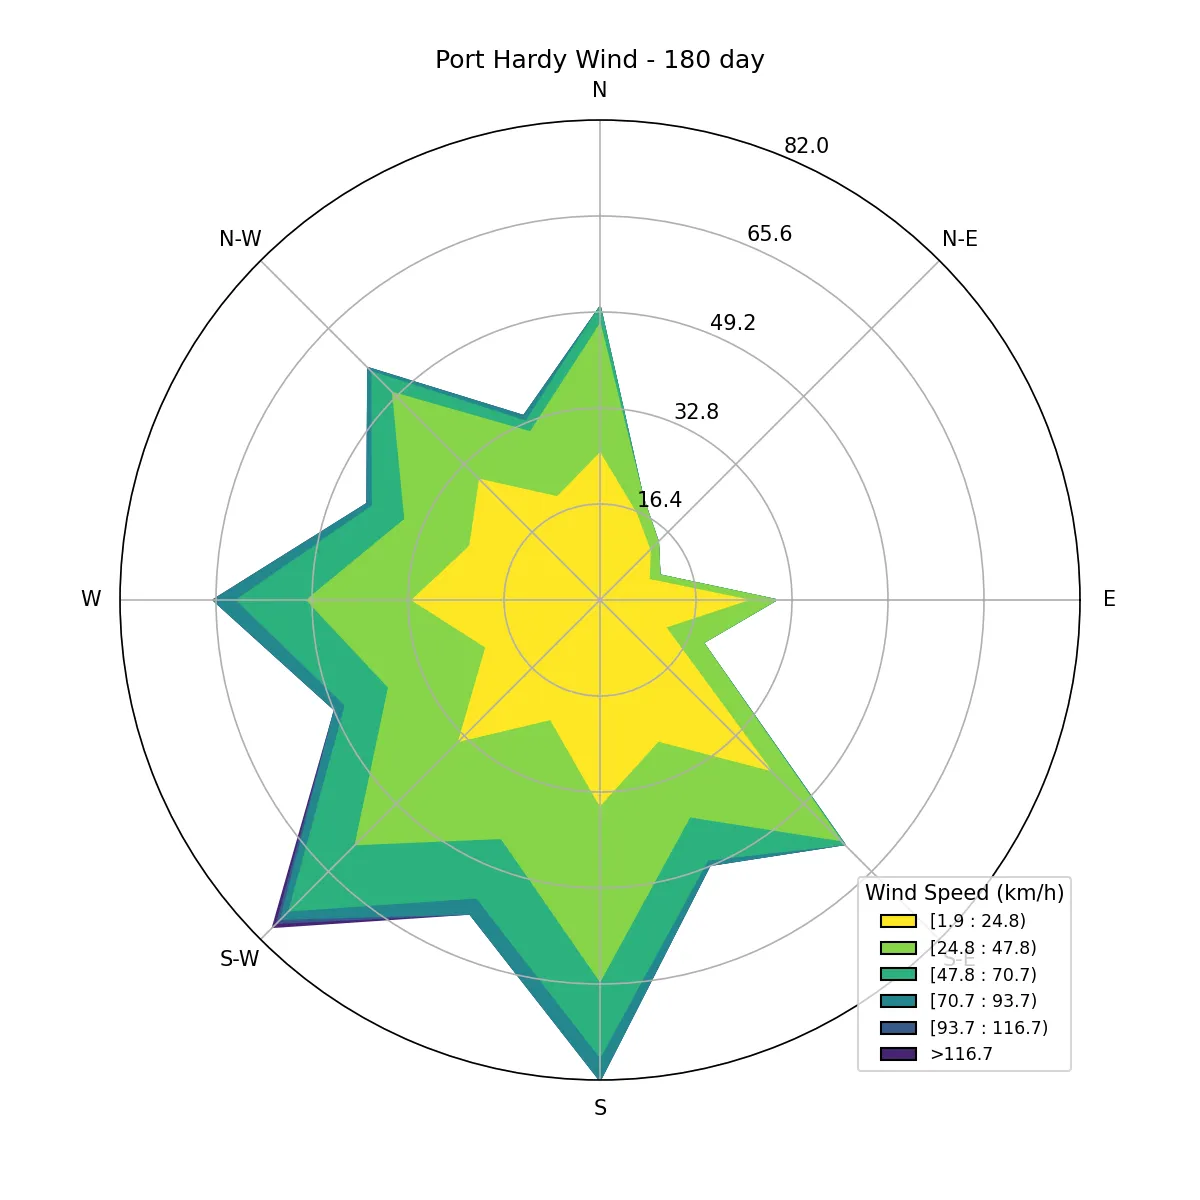 Port Hardy Wind - 180 day
N
82.0
N-W
65.6
N-E
49.2
32.8
16.4
W
E
S-W
S-E
S
Wind Speed (km/h)
[1.9 : 24.8)
[24.8 : 47.8)
[47.8 : 70.7)
[70.7 : 93.7)
[93.7 : 116.7)
>116.7